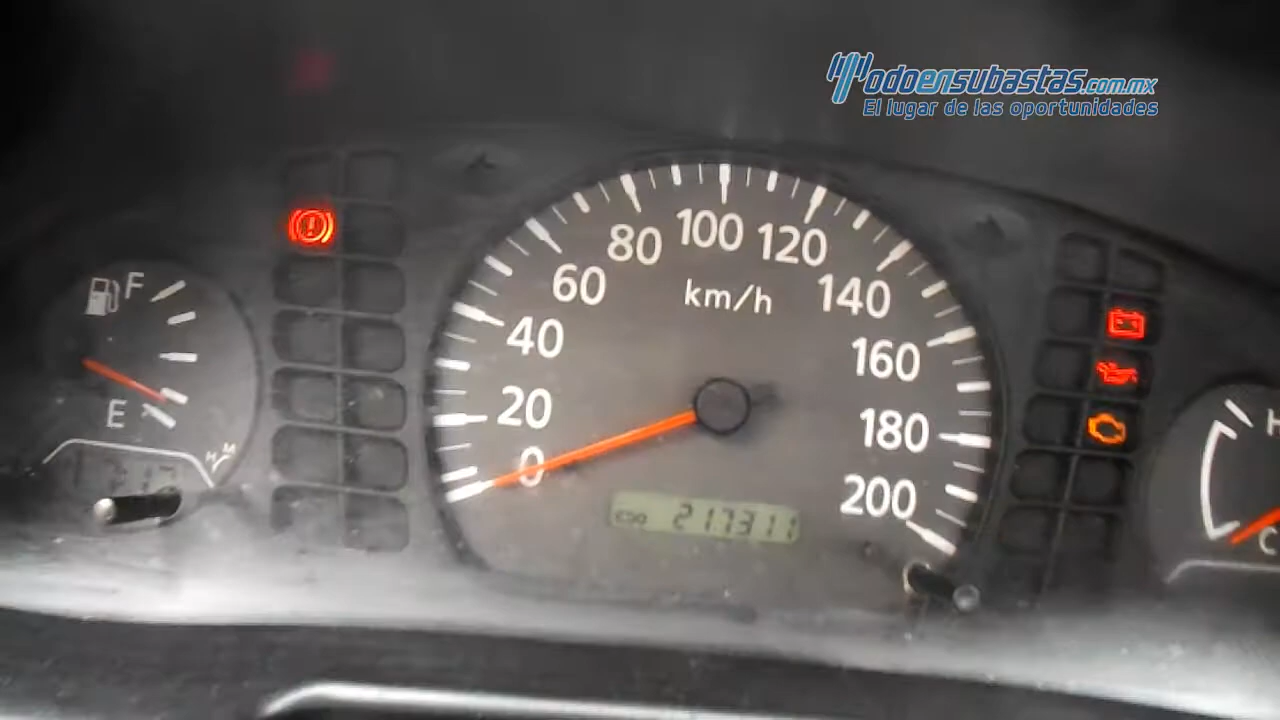 Todoensubastas.com.mx
El lugar de las oportunidades
F
E
0
20
40
60
80
100
120
140
160
180
200
km/h
217311
H
C